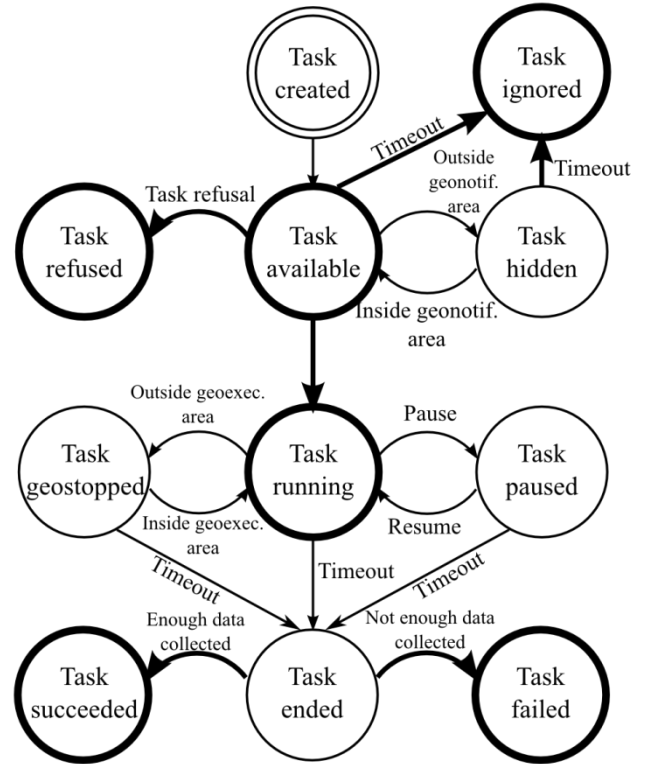 Task
created
Task
ignored
Timeout
Outside
geonotif.
area
Timeout
Task refusal
Task
refused
Task
available
Task
hidden
Inside geonotif.
area
Outside geoexec.
area
Pause
Task
geostopped
Task
running
Task
paused
Inside geoexec.
area
Resume
Timeout
Timeout
Timeout
Enough data
collected
Not enough data
collected
Task
succeeded
Task
ended
Task
failed